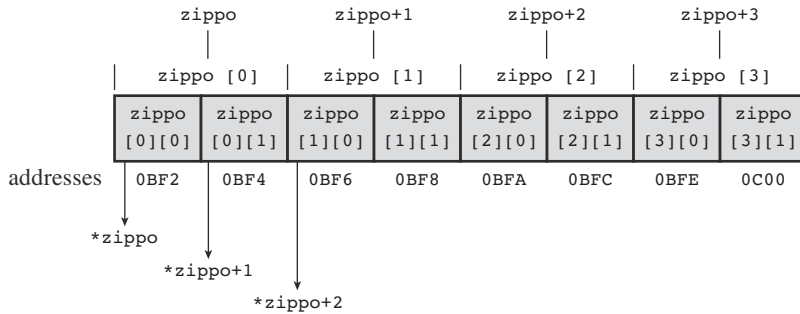 zippo zippo+1 zippo+2 zippo+3
zippo [0] zippo [1] zippo [2] zippo [3]
zippo zippo zippo zippo zippo zippo zippo zippo
[0][0] [0][1] [1][0] [1][1] [2][0] [2][1] [3][0] [3][1]
addresses 0BF2 0BF4 0BF6 0BF8 0BFA 0BFC 0BFE 0C00
*zippo
*zippo+1
*zippo+2